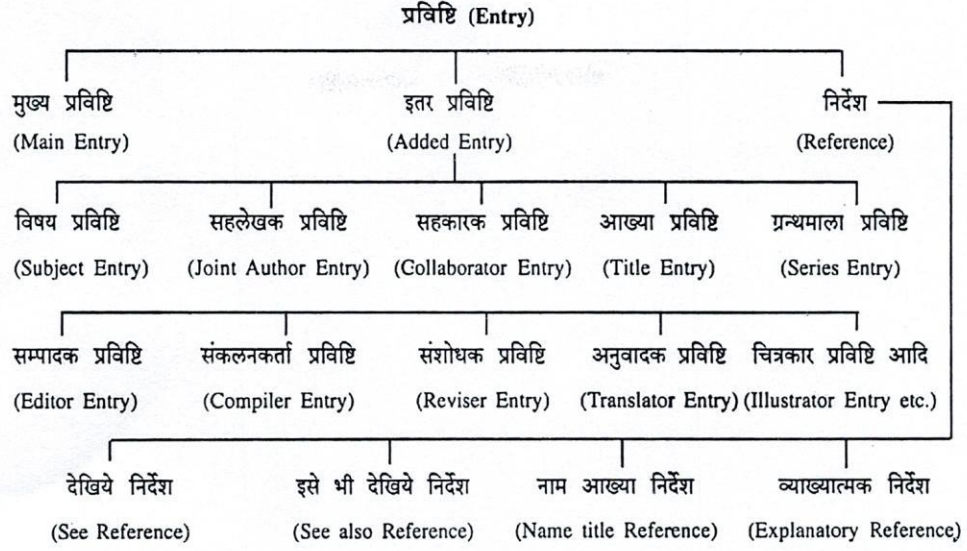 प्रविष्टि (Entry)
मुख्य प्रविष्टि इतर प्रविष्टि निर्देश
(Main Entry) (Added Entry) (Reference)
विषय प्रविष्टि सहलेखक प्रविष्टि सहकारक प्रविष्टि आख्या प्रविष्टि ग्रन्थमाला प्रविष्टि
(Subject Entry) (Joint Author Entry) (Collaborator Entry) (Title Entry) (Series Entry)
सम्पादक प्रविष्टि संकलनकर्ता प्रविष्टि संशोधक प्रविष्टि अनुवादक प्रविष्टि चित्रकार प्रविष्टि आदि
(Editor Entry) (Compiler Entry) (Reviser Entry) (Translator Entry) (Illustrator Entry etc.)
देखिये निर्देश इसे भी देखिये निर्देश नाम आख्या निर्देश व्याख्यात्मक निर्देश
(See Reference) (See also Reference) (Name title Reference) (Explanatory Reference)